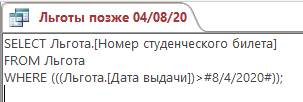 Льготы позже 04/08/20
SELECT Льгота.[Номер студенческого билета]
FROM Льгота
WHERE (((Льгота.[Дата выдачи])>#8/4/2020#));